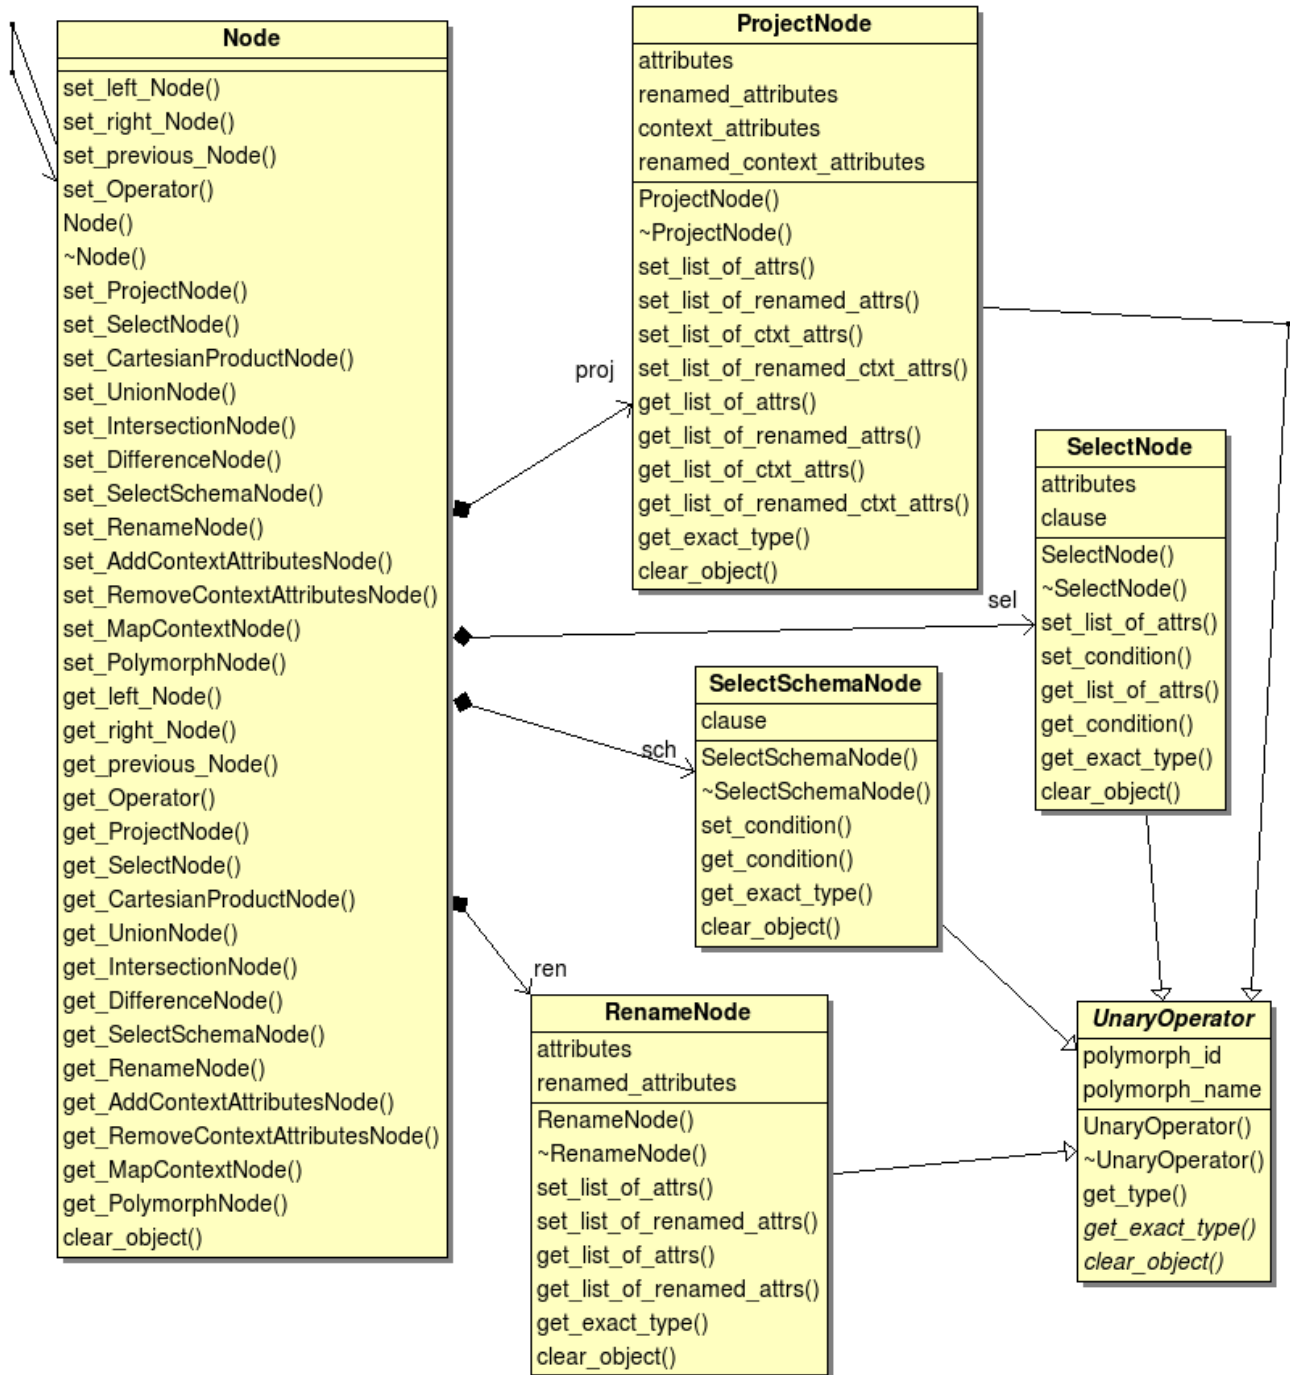 Node
set_left_Node()
set_right_Node()
set_previous_Node()
set_Operator()
Node()
~Node()
set_ProjectNode()
set_SelectNode()
set_CartesianProductNode()
set_UnionNode()
set_IntersectionNode()
set_DifferenceNode()
set_SelectSchemaNode()
set_RenameNode()
set_AddContextAttributesNode()
set_RemoveContextAttributesNode()
set_MapContextNode()
set_PolymorphNode()
get_left_Node()
get_right_Node()
get_previous_Node()
get_Operator()
get_ProjectNode()
get_SelectNode()
get_CartesianProductNode()
get_UnionNode()
get_IntersectionNode()
get_DifferenceNode()
get_SelectSchemaNode()
get_RenameNode()
get_AddContextAttributesNode()
get_RemoveContextAttributesNode()
get_MapContextNode()
get_PolymorphNode()
clear_object()
proj
sel
sch
ren
ProjectNode
attributes
renamed_attributes
context_attributes
renamed_context_attributes
ProjectNode()
~ProjectNode()
set_list_of_attrs()
set_list_of_renamed_attrs()
set_list_of_ctxt_attrs()
set_list_of_renamed_ctxt_attrs()
get_list_of_attrs()
get_list_of_renamed_attrs()
get_list_of_ctxt_attrs()
get_list_of_renamed_ctxt_attrs()
get_exact_type()
clear_object()
SelectNode
attributes
clause
SelectNode()
~SelectNode()
set_list_of_attrs()
set_condition()
get_list_of_attrs()
get_condition()
get_exact_type()
clear_object()
SelectSchemaNode
clause
SelectSchemaNode()
~SelectSchemaNode()
set_condition()
get_condition()
get_exact_type()
clear_object()
RenameNode
attributes
renamed_attributes
RenameNode()
~RenameNode()
set_list_of_attrs()
set_list_of_renamed_attrs()
get_list_of_attrs()
get_list_of_renamed_attrs()
get_exact_type()
clear_object()
UnaryOperator
polymorph_id
polymorph_name
UnaryOperator()
~UnaryOperator()
get_type()
get_exact_type()
clear_object()